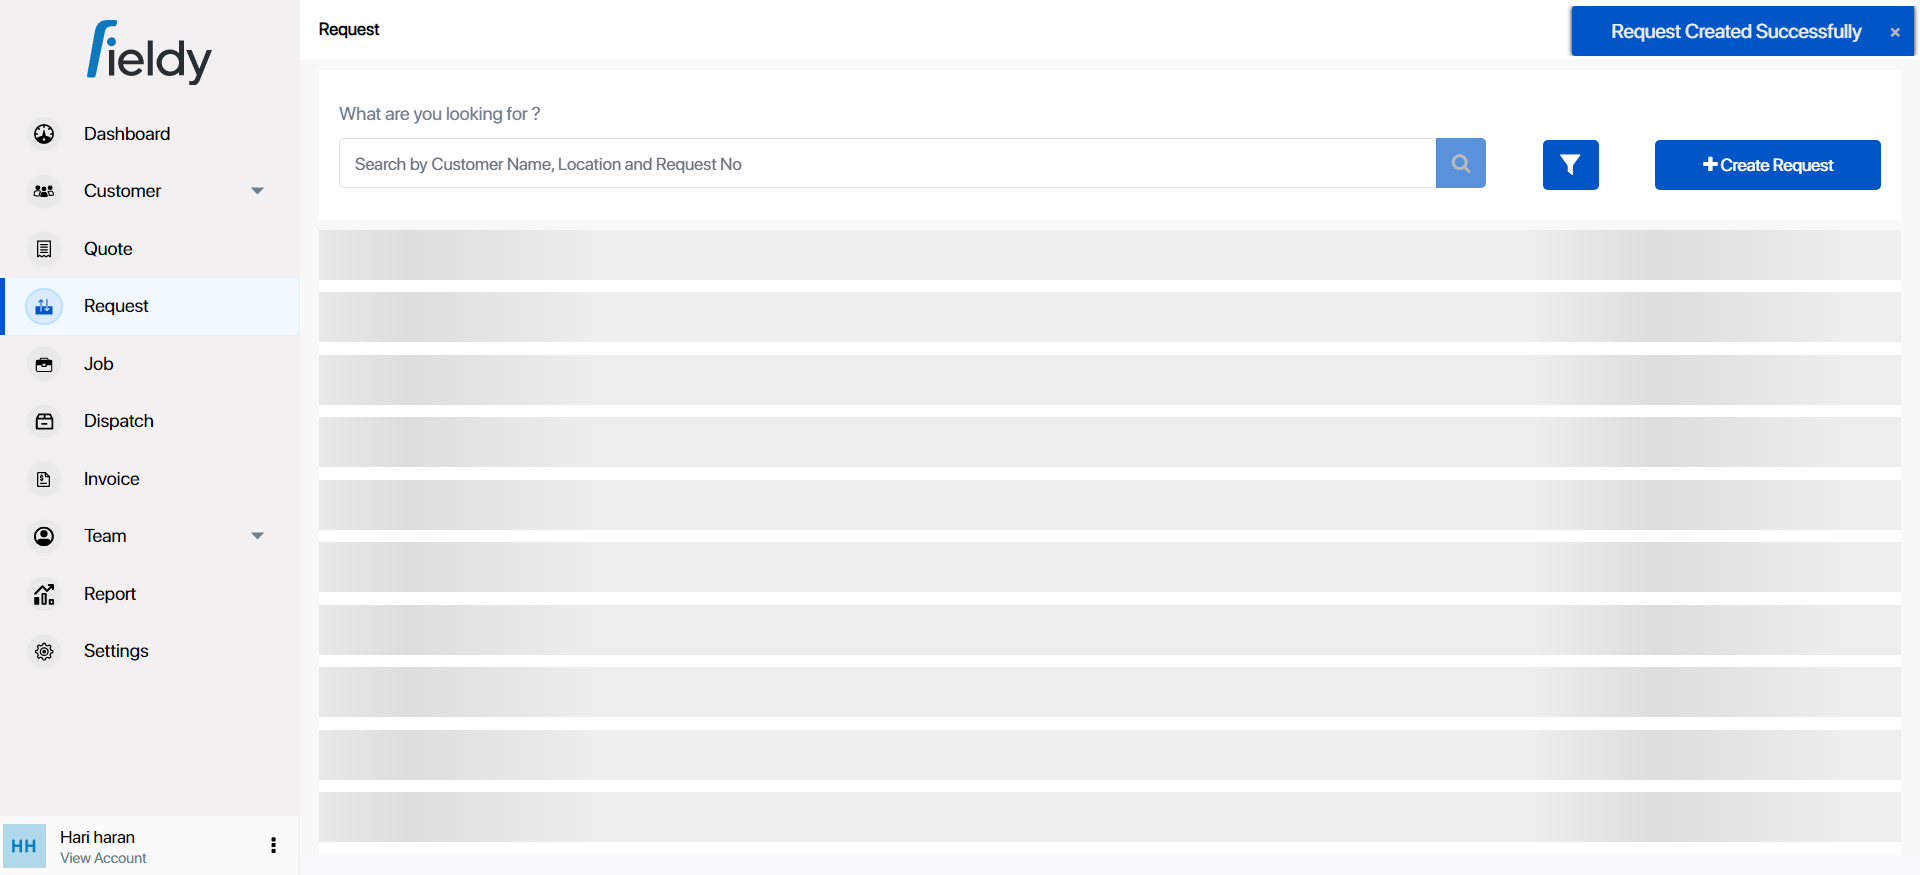 fieldy
Dashboard
Customer
Quote
Request
Job
Dispatch
Invoice
Team
Report
Settings
HH
Hari haran
View Account
Request
Request Created Successfully ×
What are you looking for ?
Search by Customer Name, Location and Request No
Create Request